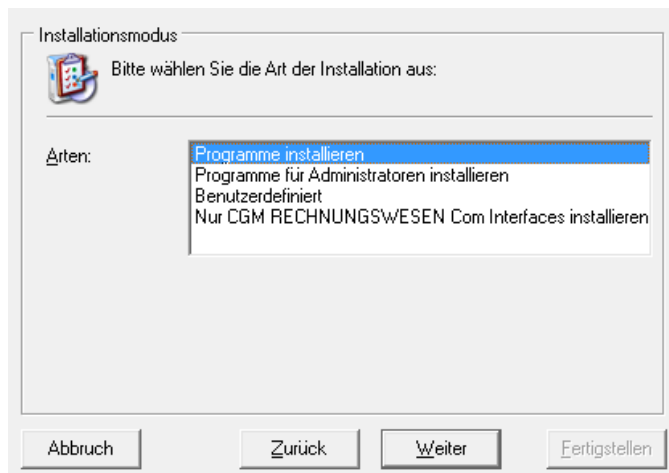 Installationsmodus
Bitte wählen Sie die Art der Installation aus:
Arten:
Programme installieren
Programme für Administratoren installieren
Benutzerdefiniert
Nur CGM RECHNUNGSWESEN Com Interfaces installieren
Abbruch
Zurück
Weiter
Fertigstellen